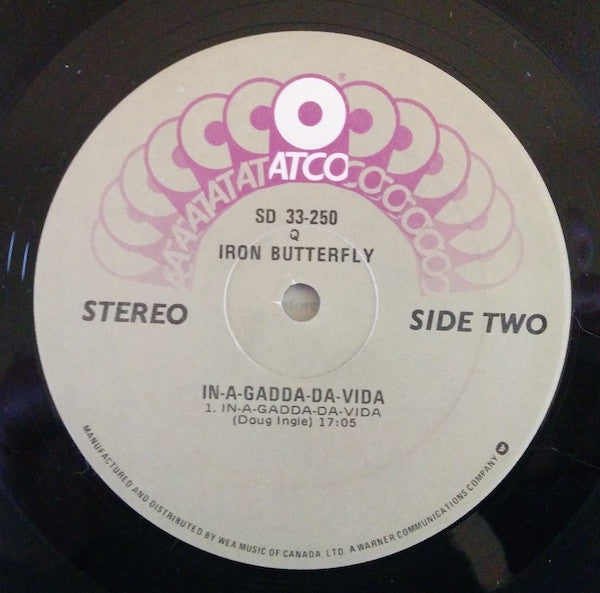 ATATATATATCOCOCOCOCO
®
SD 33-250
Q
IRON BUTTERFLY
STEREO
SIDE TWO
IN-A-GADDA-DA-VIDA
1. IN-A-GADDA-DA-VIDA
(Doug Ingle) 17:05
MANUFACTURED AND DISTRIBUTED BY WEA MUSIC OF CANADA, LTD. A WARNER COMMUNICATIONS COMPANY